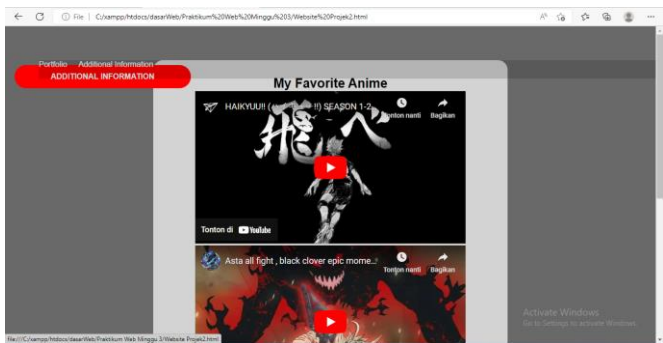 File | C:/xampp/htdocs/dasarWeb/Praktikum%20Web%20Minggu%203/Website%20Projek2.html
Portfolio Additional Information
ADDITIONAL INFORMATION
My Favorite Anime
HAIKYUU!! ( !!) SEASON 1-2
Tonton nanti Bagikan
飛べ
Tonton di YouTube
Asta all fight , black clover epic mome...
Tonton nanti Bagikan
Activate Windows
Go to Settings to activate Windows.
file:///C:/xampp/htdocs/dasarWeb/Praktikum Web Minggu 3/Website Projek2.html